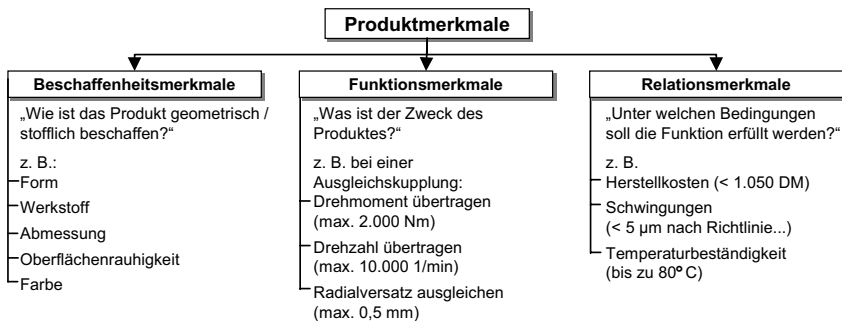 Produktmerkmale
Beschaffenheitsmerkmale
„Wie ist das Produkt geometrisch /
stofflich beschaffen?“
z. B.:
Form
Werkstoff
Abmessung
Oberflächenrauhigkeit
Farbe
Funktionsmerkmale
„Was ist der Zweck des
Produktes?“
z. B. bei einer
Ausgleichskupplung:
Drehmoment übertragen
(max. 2.000 Nm)
Drehzahl übertragen
(max. 10.000 1/min)
Radialversatz ausgleichen
(max. 0,5 mm)
Relationsmerkmale
„Unter welchen Bedingungen
soll die Funktion erfüllt werden?“
z. B.
Herstellkosten (< 1.050 DM)
Schwingungen
(< 5 µm nach Richtlinie...)
Temperaturbeständigkeit
(bis zu 80° C)